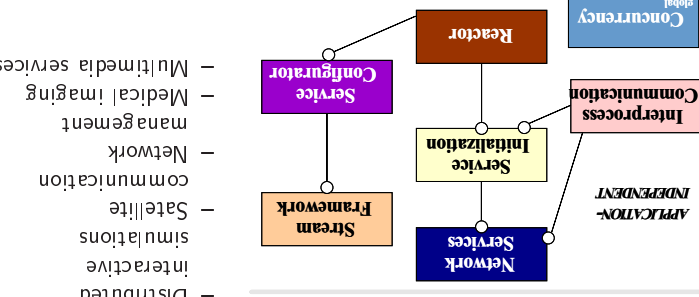 Network
Services
APPLICATION-
INDEPENDENT
Stream
Framework
Service
Initialization
Interprocess
Communication
Service
Configurator
Reactor
Concurrency
global
– Distributed
interactive
simulations
– Satellite
communication
– Network
management
– Medical imaging
– Multimedia services